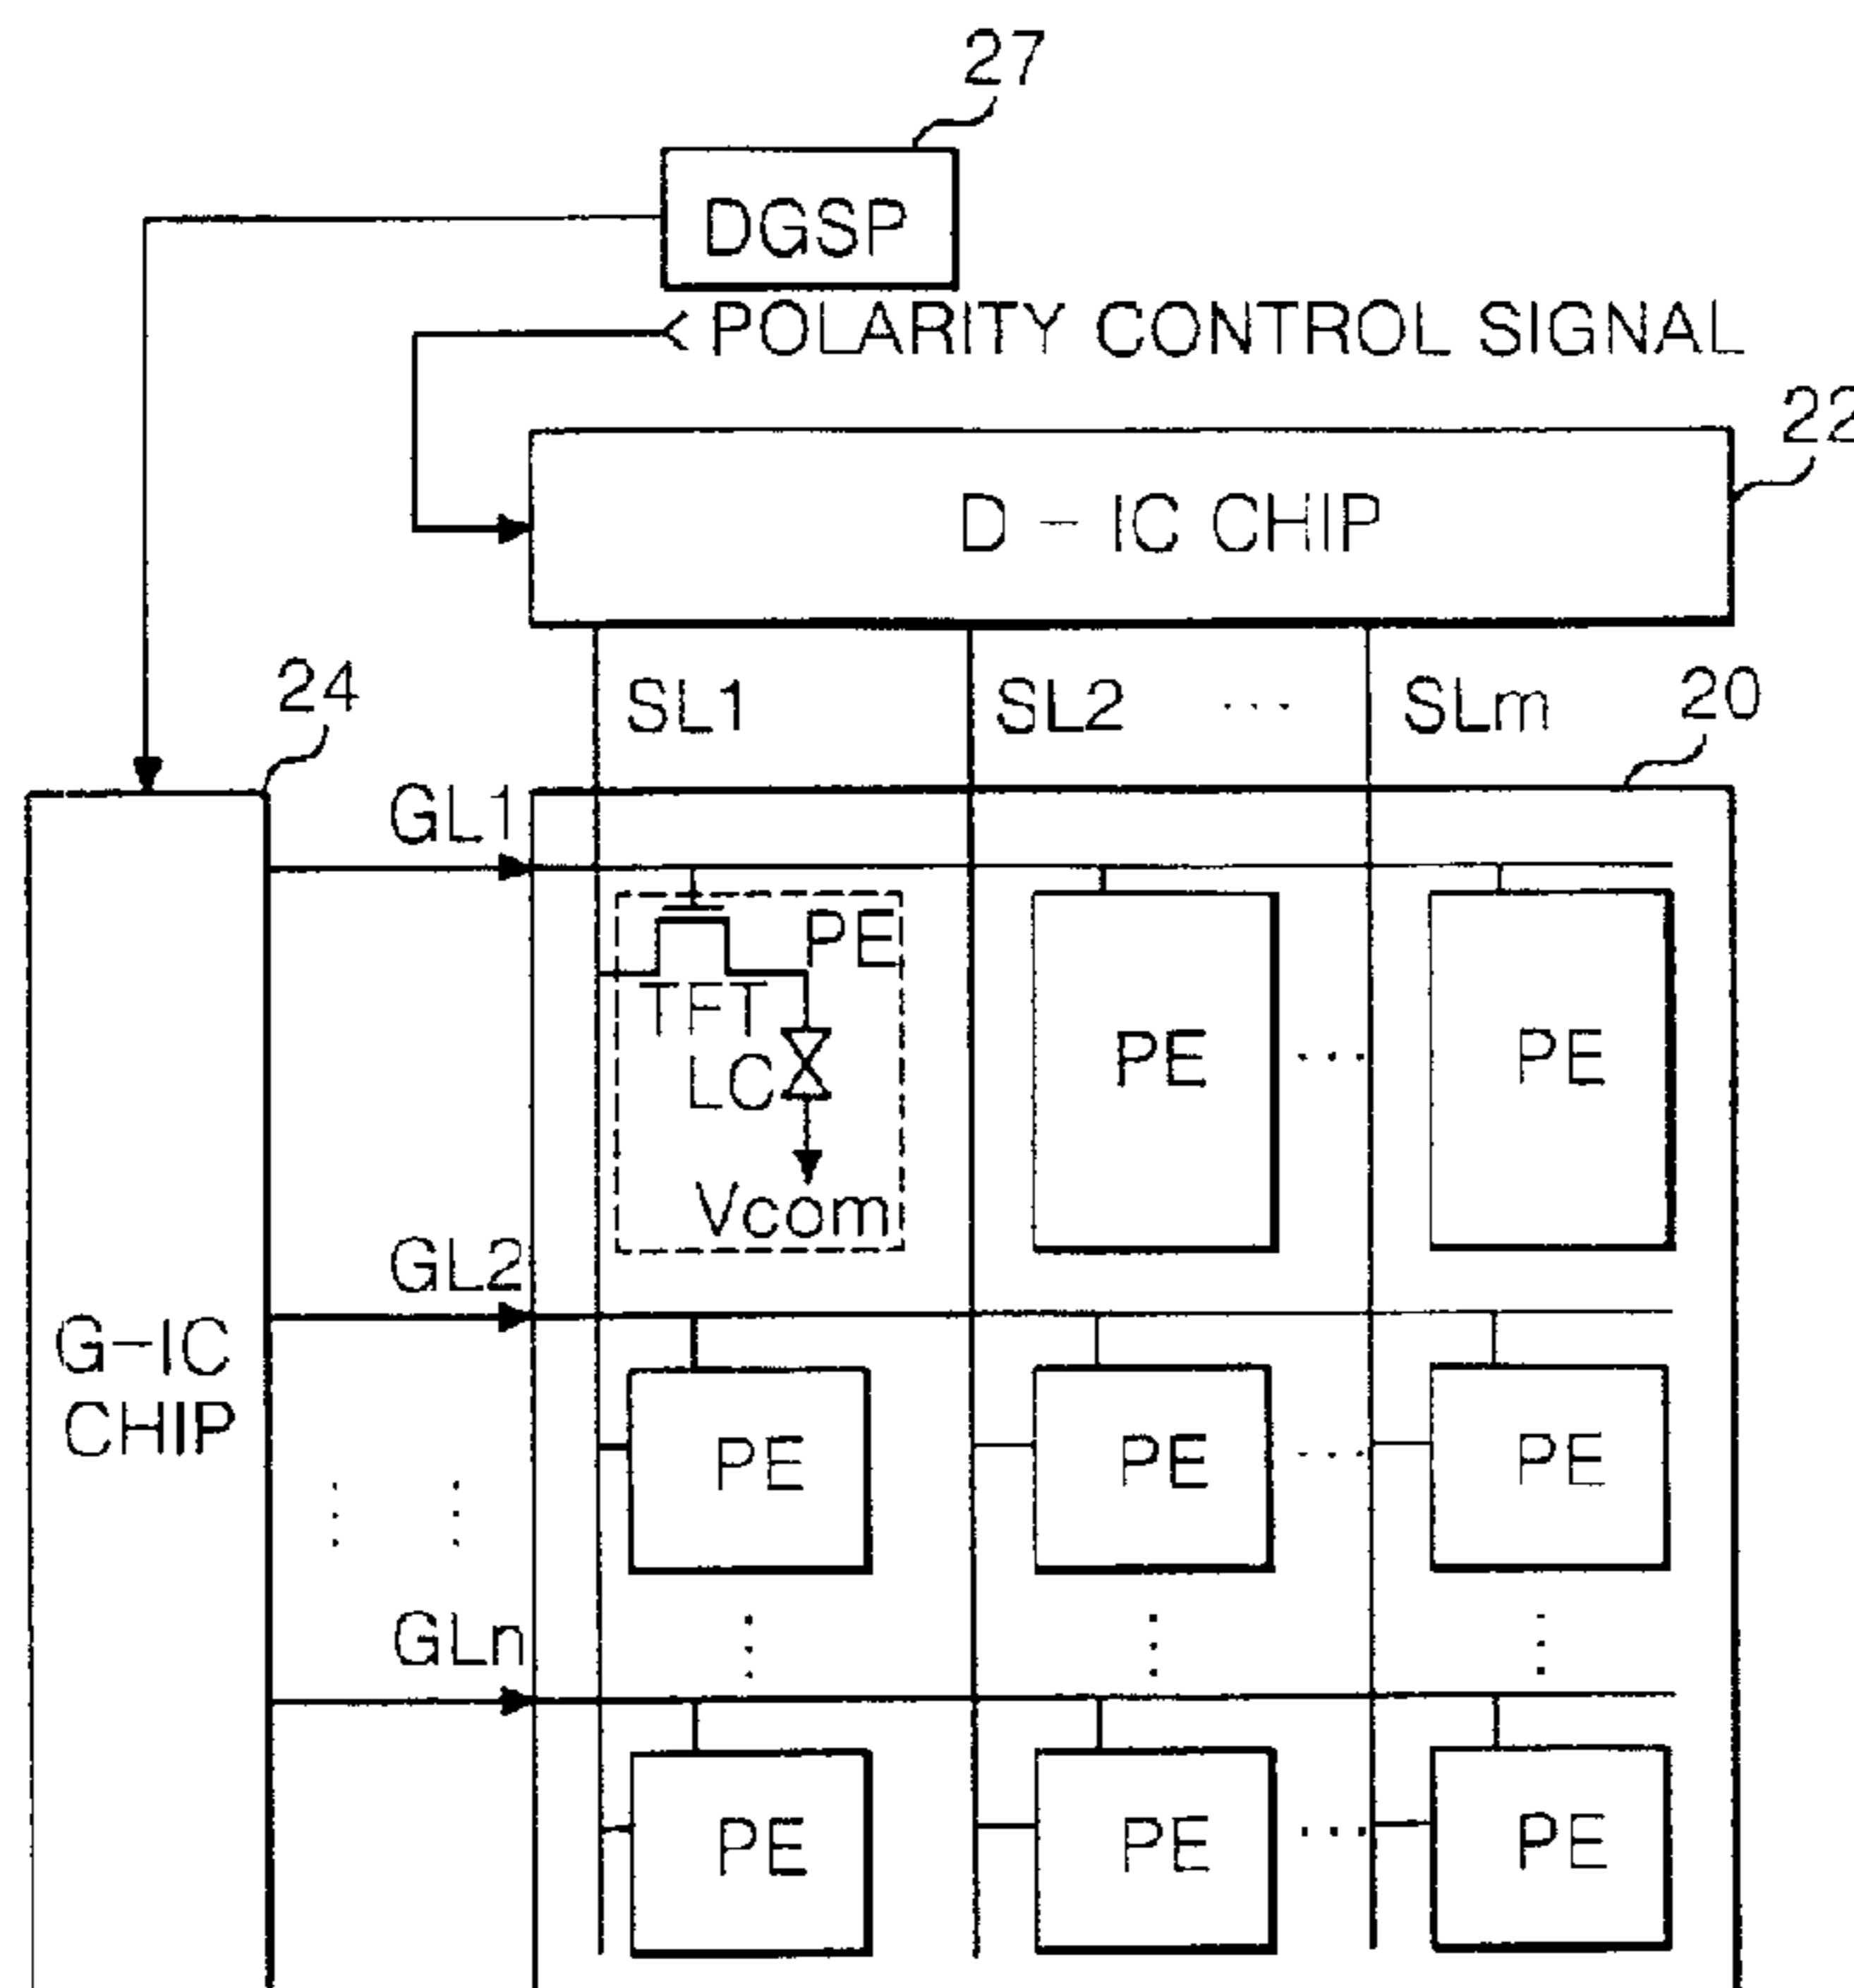 27
DGSP
POLARITY CONTROL SIGNAL
22
D - IC CHIP
24
SL1 SL2 ... SLm
20
GL1
PE
TFT
LC
Vcom
PE ... PE
GL2
G-IC
CHIP
PE PE ... PE
GLn
PE PE ... PE